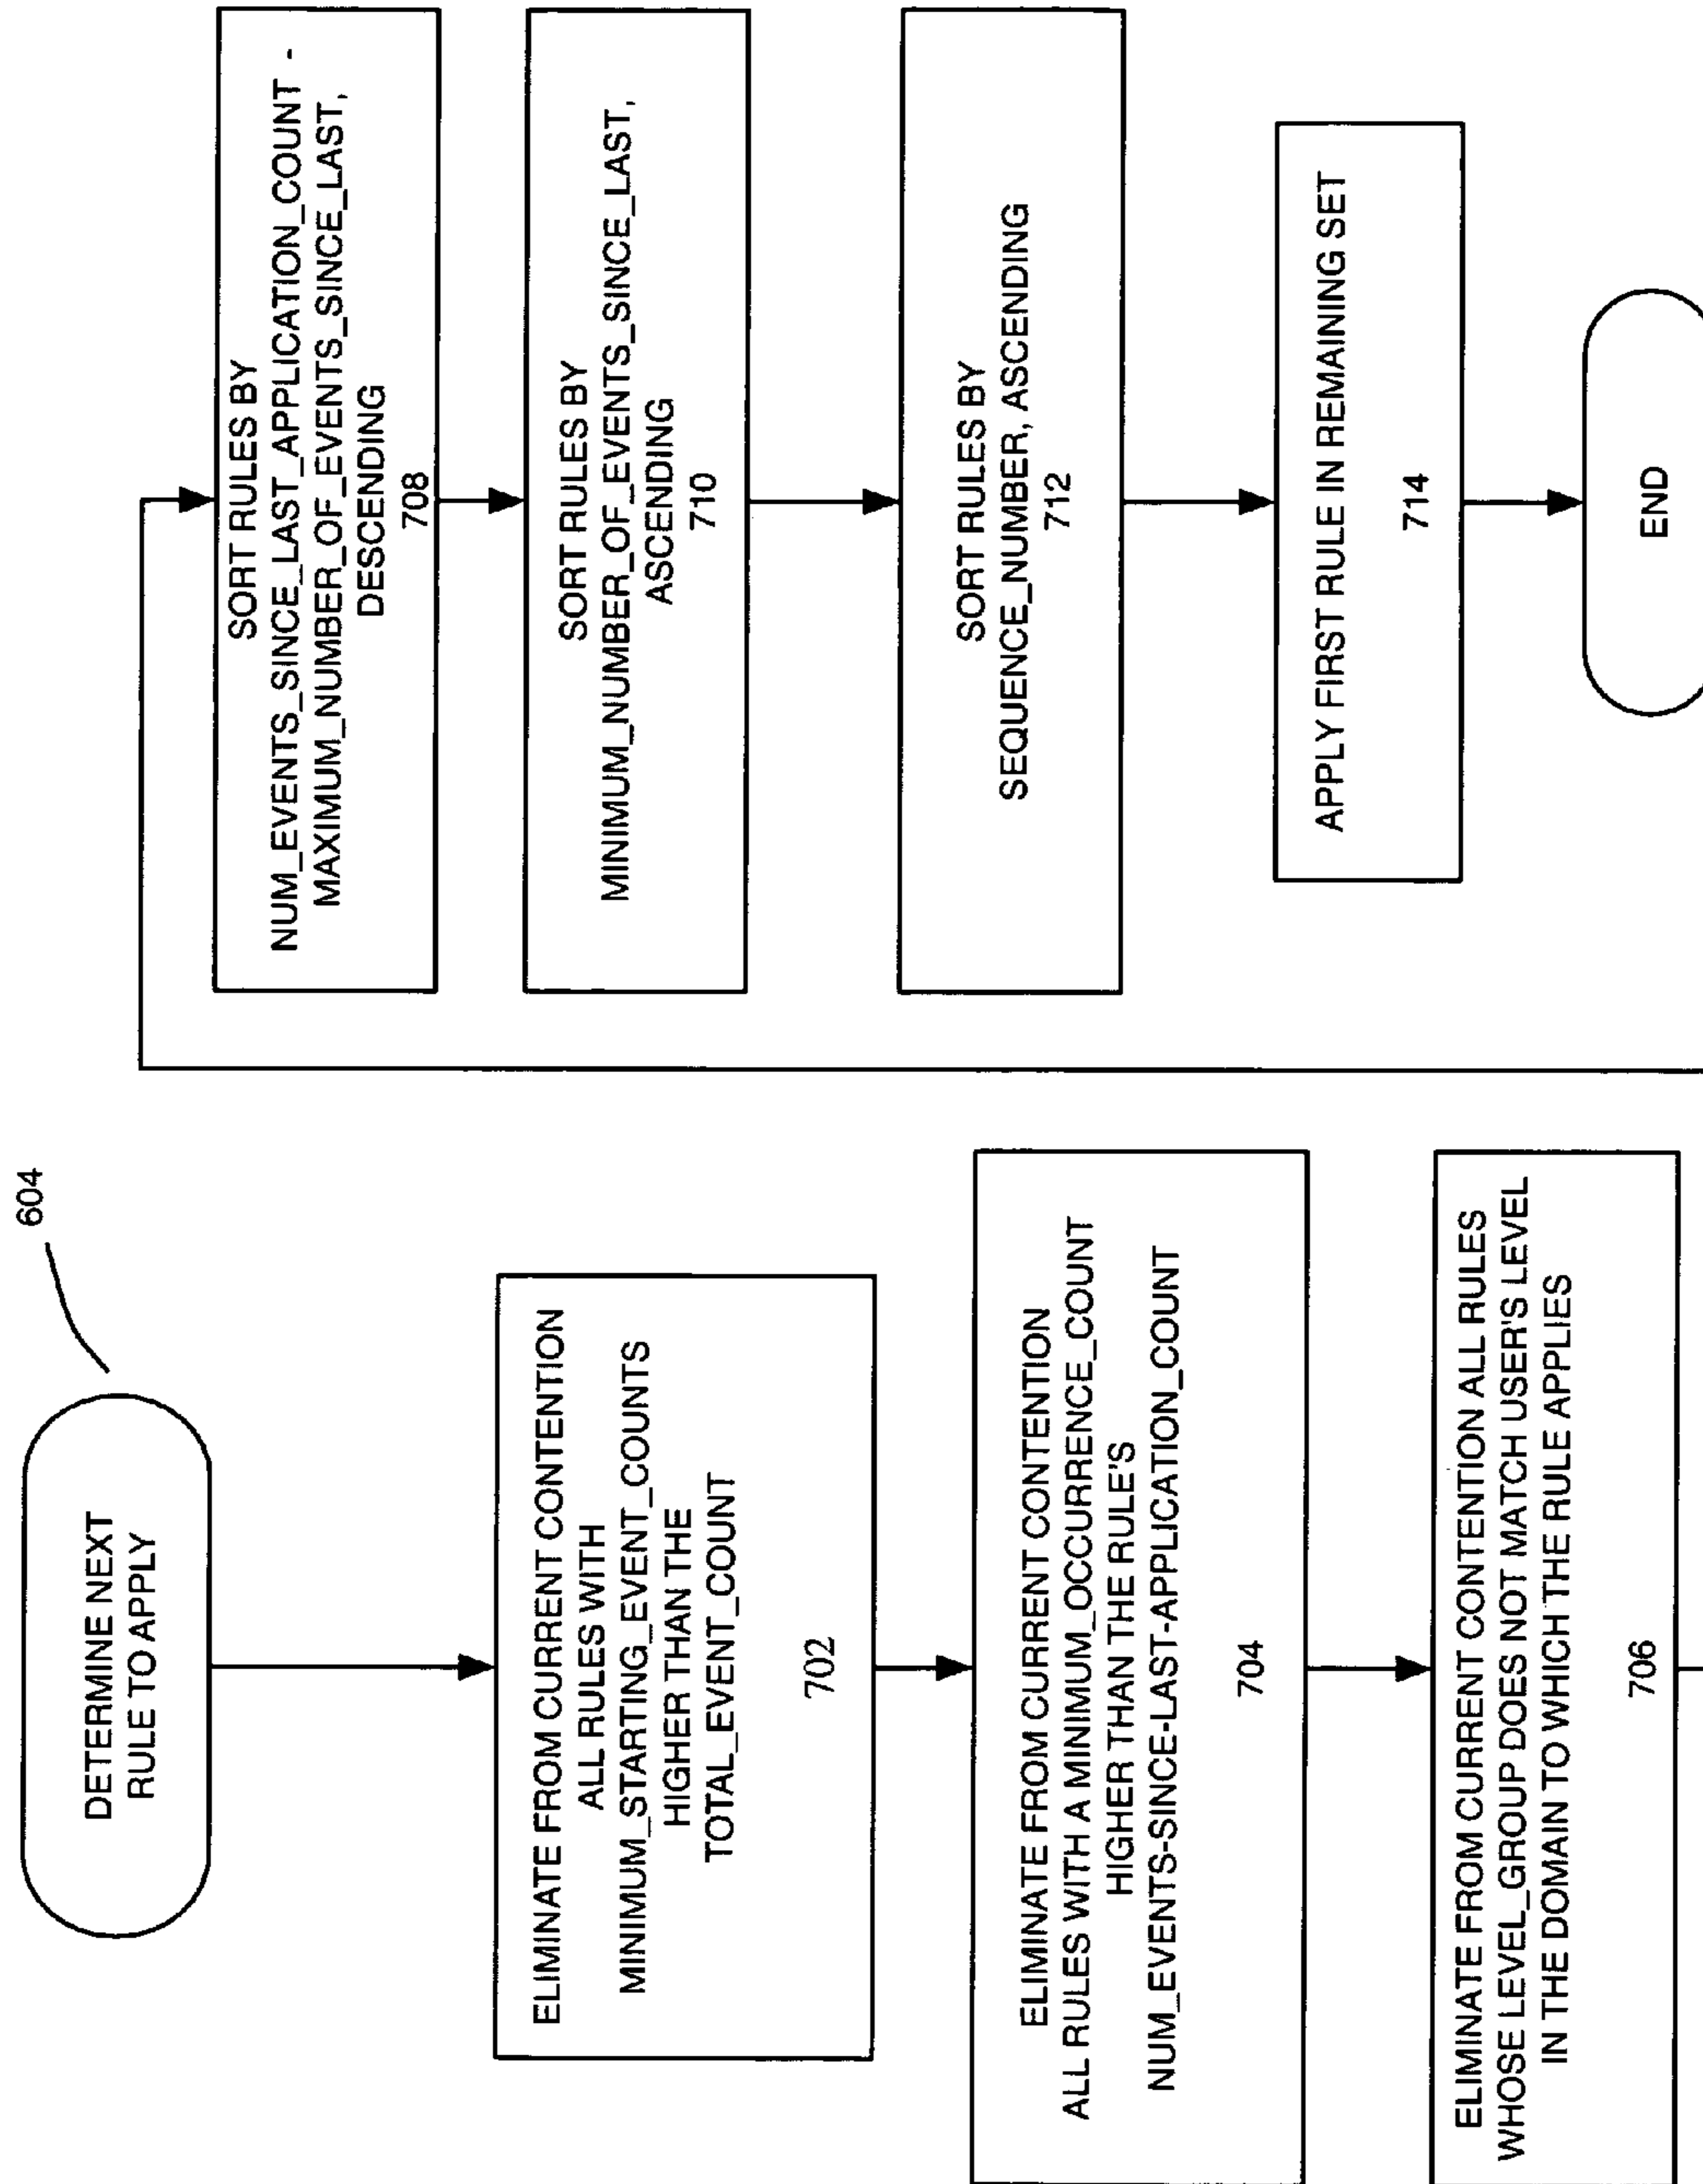 604
DETERMINE NEXT
RULE TO APPLY
ELIMINATE FROM CURRENT CONTENTION
ALL RULES WITH
MINIMUM_STARTING_EVENT_COUNTS
HIGHER THAN THE
TOTAL_EVENT_COUNT
702
ELIMINATE FROM CURRENT CONTENTION
ALL RULES WITH A MINIMUM_OCCURRENCE_COUNT
HIGHER THAN THE RULE'S
NUM_EVENTS-SINCE-LAST-APPLICATION_COUNT
704
ELIMINATE FROM CURRENT CONTENTION ALL RULES
WHOSE LEVEL_GROUP DOES NOT MATCH USER'S LEVEL
IN THE DOMAIN TO WHICH THE RULE APPLIES
706
SORT RULES BY
NUM_EVENTS_SINCE_LAST_APPLICATION_COUNT -
MAXIMUM_NUMBER_OF_EVENTS_SINCE_LAST,
DESCENDING
708
SORT RULES BY
MINIMUM_NUMBER_OF_EVENTS_SINCE_LAST,
ASCENDING
710
SORT RULES BY
SEQUENCE_NUMBER, ASCENDING
712
APPLY FIRST RULE IN REMAINING SET
714
END